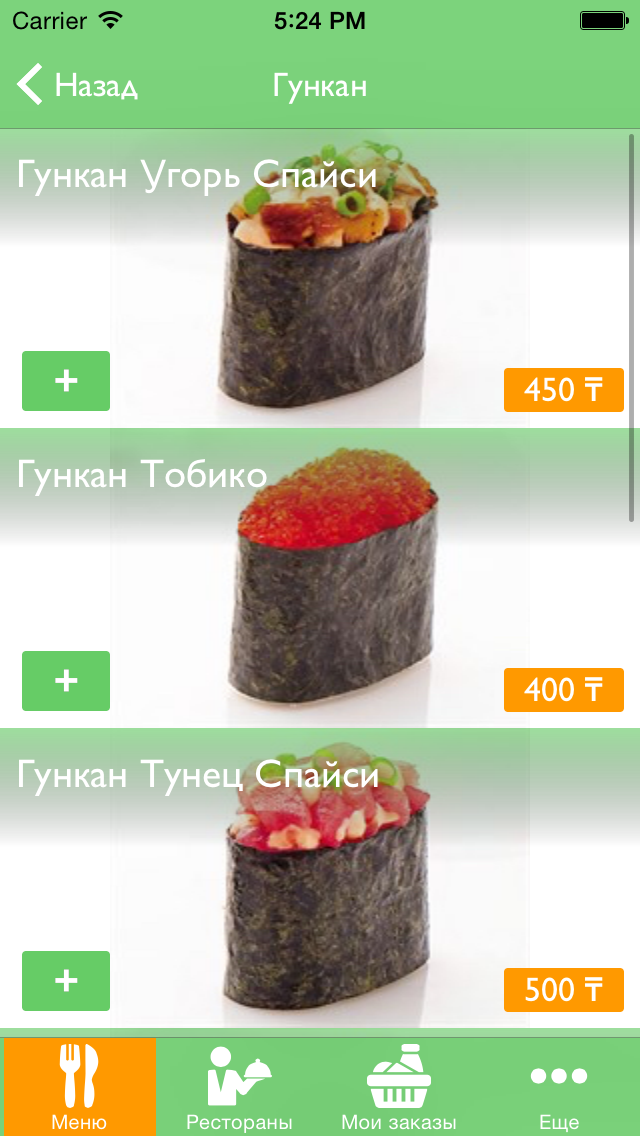 Carrier 5:24 PM
Назад Гункан
Гункан Угорь Спайси
+ 450 ₸
Гункан Тобико
+ 400 ₸
Гункан Тунец Спайси
+ 500 ₸
Меню Рестораны Мои заказы Еще